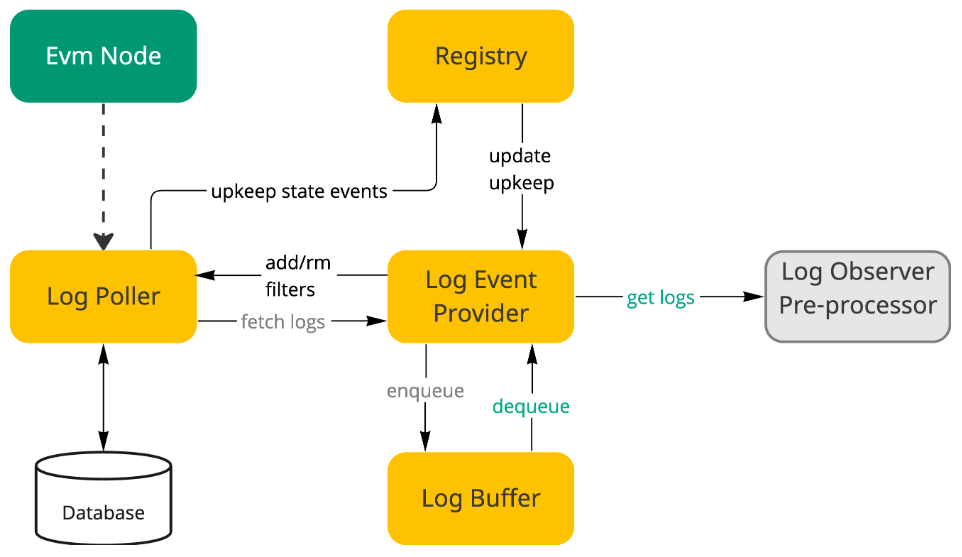 Evm Node
Registry
update
upkeep
upkeep state events
Log Poller
add/rm
filters
fetch logs
Log Event
Provider
get logs
Log Observer
Pre-processor
enqueue
dequeue
Database
Log Buffer